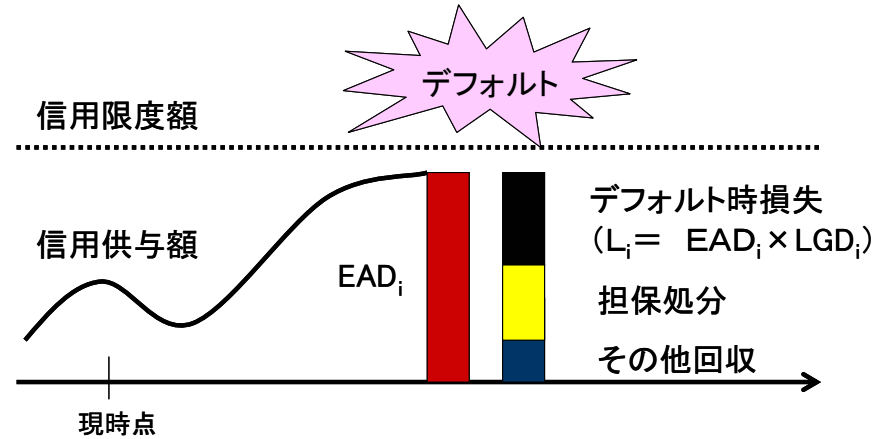 デフォルト
信用限度額
デフォルト時損失
(Lᵢ＝ EADᵢ×LGDᵢ)
信用供与額
EADᵢ
担保処分
その他回収
現時点